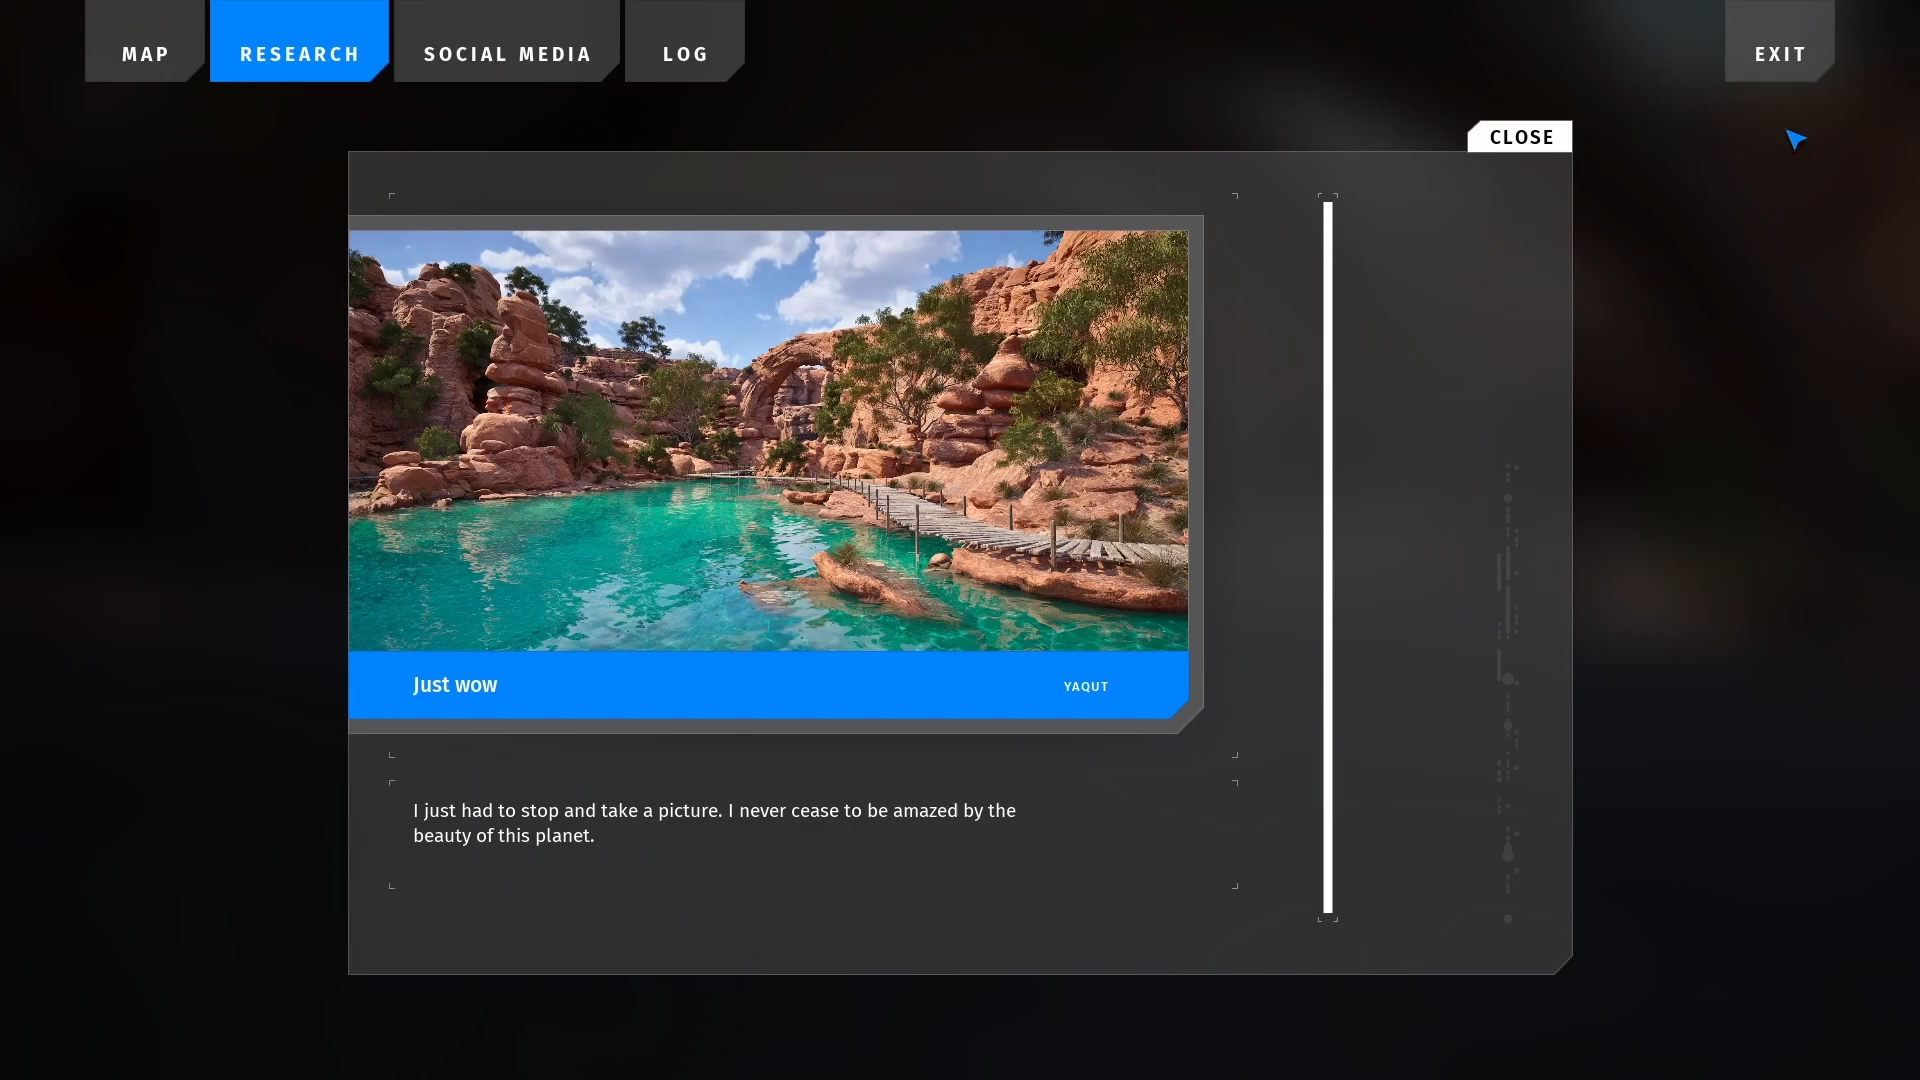 MAP
RESEARCH
SOCIAL MEDIA
LOG
EXIT
CLOSE
Just wow
YAQUT
I just had to stop and take a picture. I never cease to be amazed by the
beauty of this planet.